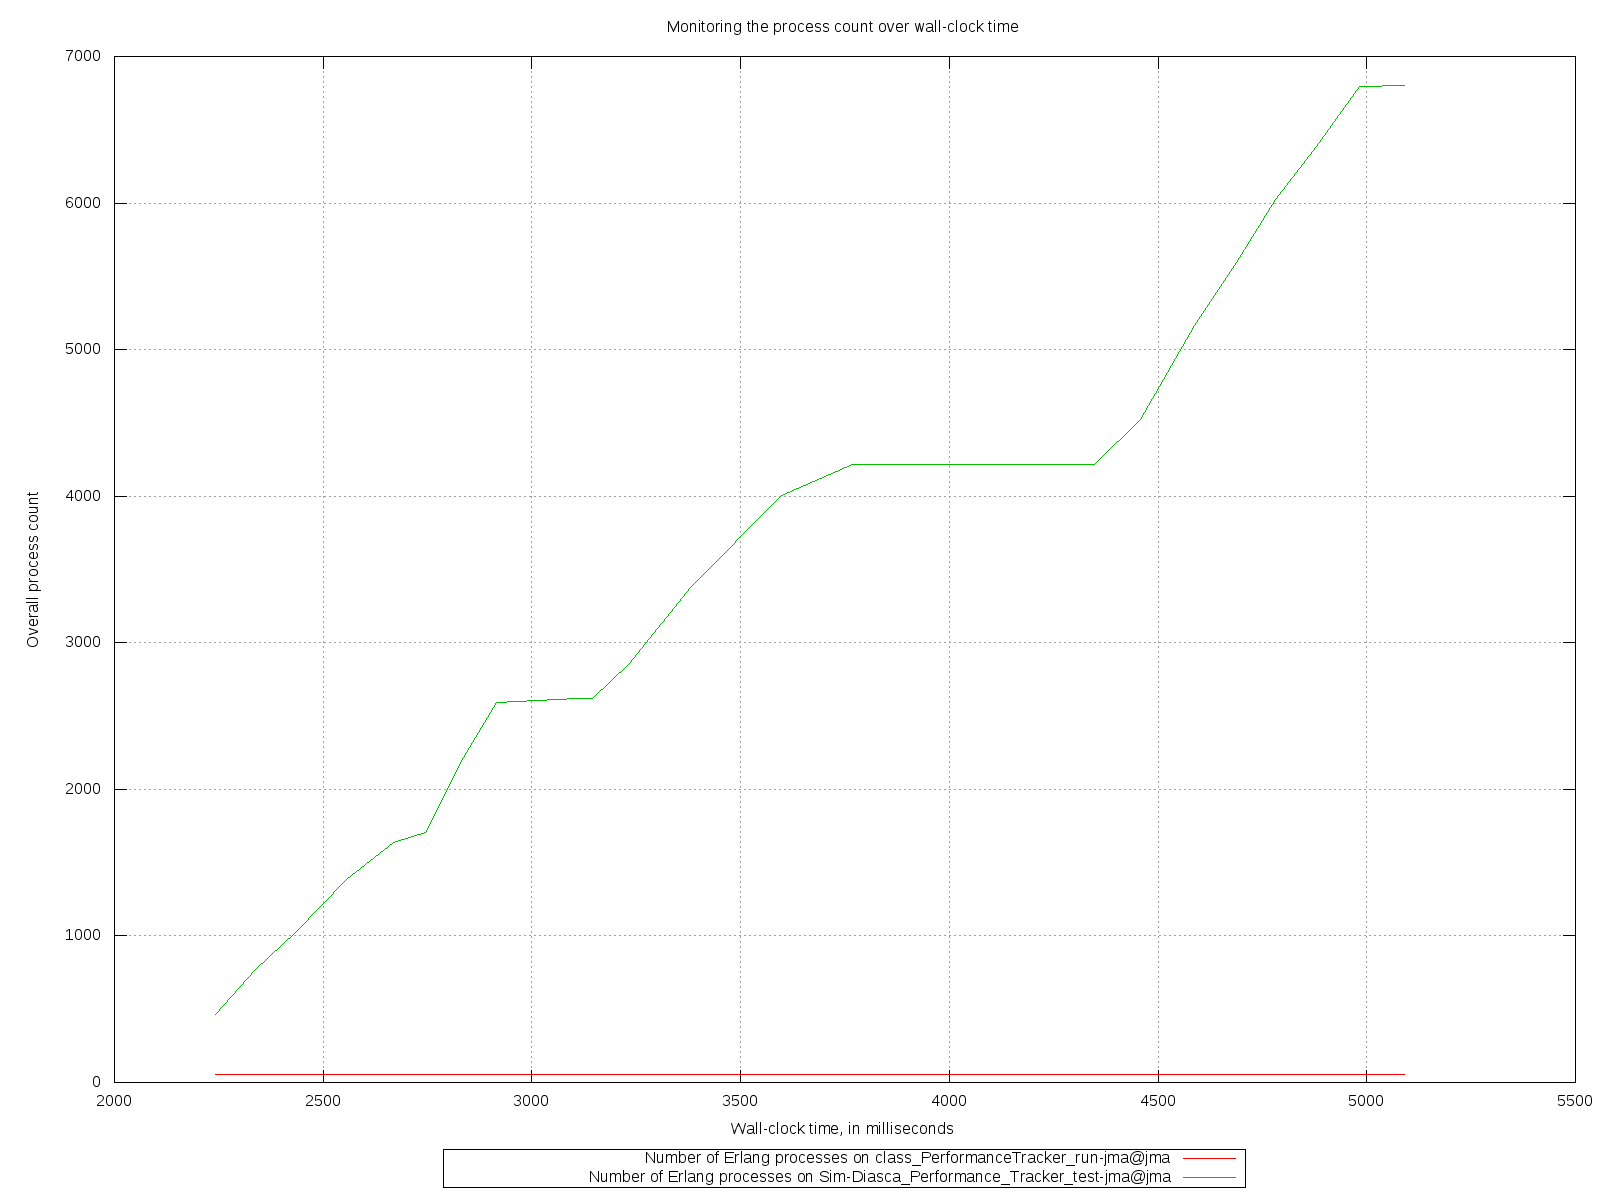 Monitoring the process count over wall-clock time
7000
6000
5000
4000
3000
2000
1000
0
Overall process count
2000 2500 3000 3500 4000 4500 5000 5500
Wall-clock time, in milliseconds
Number of Erlang processes on class_PerformanceTracker_run-jma@jma
Number of Erlang processes on Sim-Diasca_Performance_Tracker_test-jma@jma